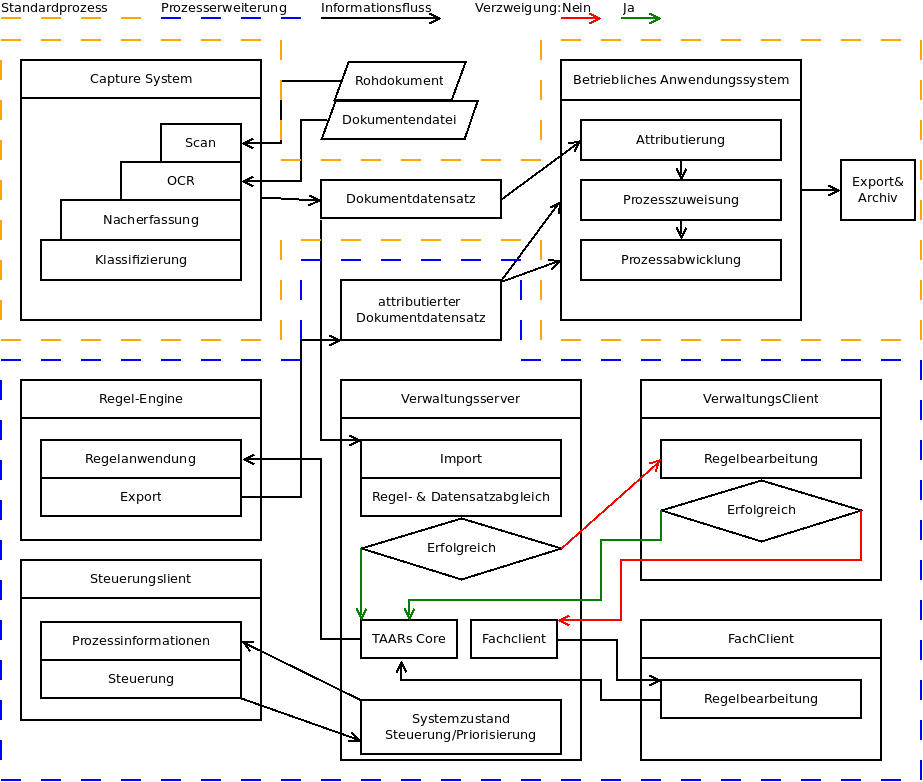 Standardprozess
Prozesserweiterung
Informationsfluss
Verzweigung:Nein
Ja
Capture System
Scan
OCR
Nacherfassung
Klassifizierung
Rohdokument
Dokumentendatei
Dokumentdatensatz
attributierter
Dokumentdatensatz
Betriebliches Anwendungssystem
Attributierung
Prozesszuweisung
Prozessabwicklung
Export&
Archiv
Regel-Engine
Regelanwendung
Export
Verwaltungsserver
Import
Regel- & Datensatzabgleich
Erfolgreich
TAARs Core
Fachclient
Systemzustand
Steuerung/Priorisierung
VerwaltungsClient
Regelbearbeitung
Erfolgreich
Steuerungslient
Prozessinformationen
Steuerung
FachClient
Regelbearbeitung